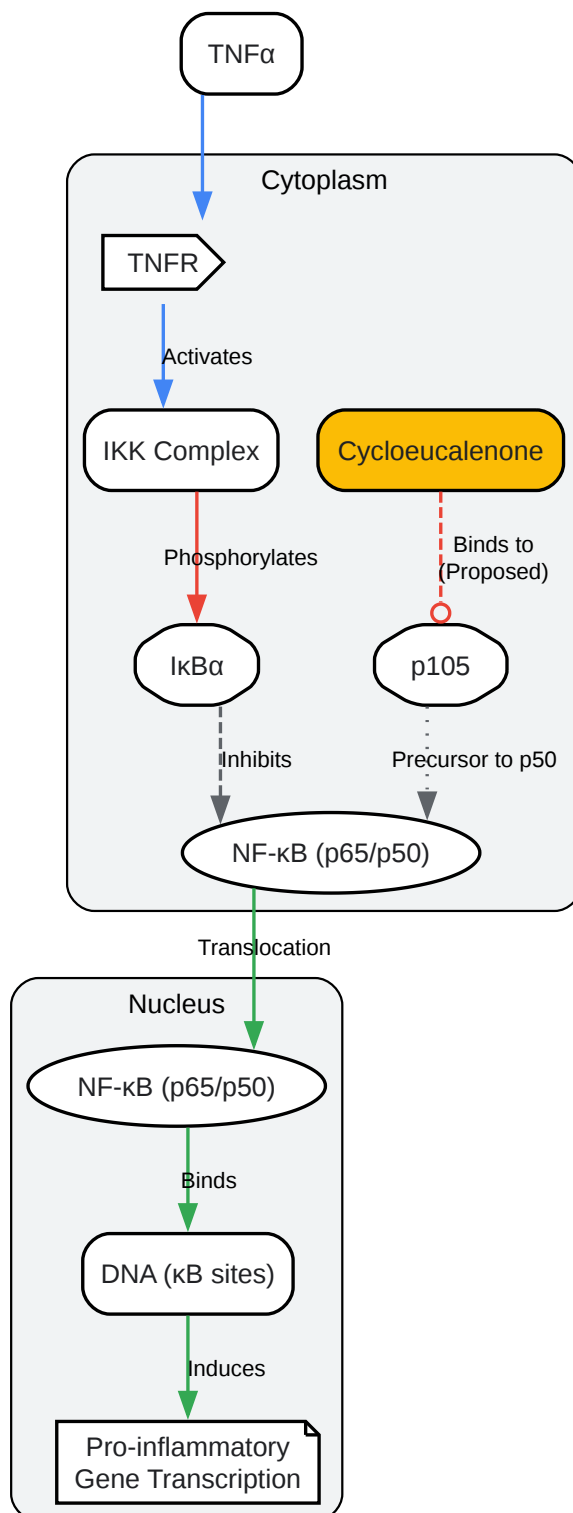 TNFα
Cytoplasm
TNFR
Activates
IKK Complex
Cycloeucalenone
Phosphorylates
Binds to
(Proposed)
IκBα
p105
Inhibits
Precursor to p50
NF-κB (p65/p50)
Translocation
Nucleus
NF-κB (p65/p50)
Binds
DNA (κB sites)
Induces
Pro-inflammatory
Gene Transcription